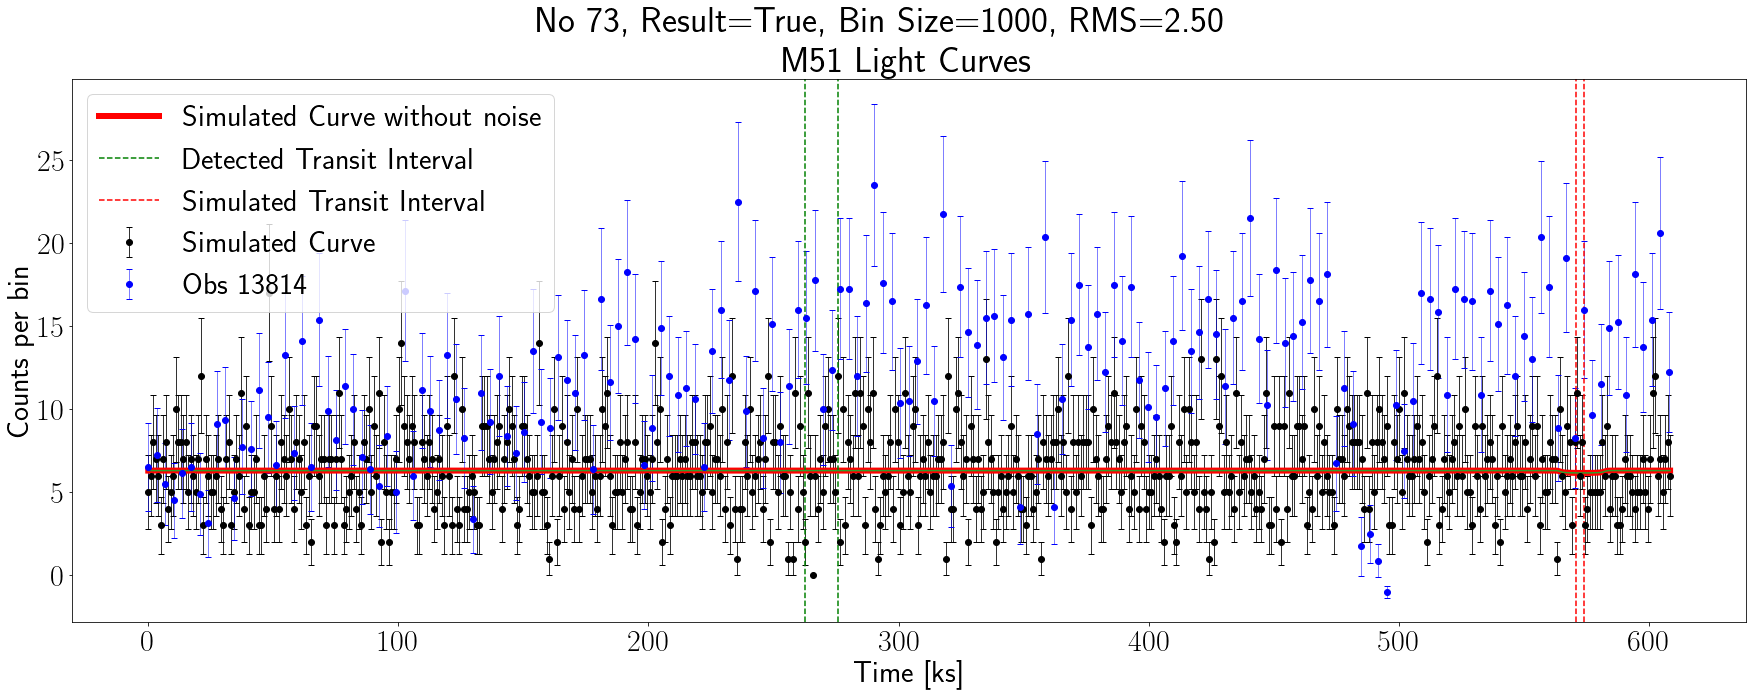 No 73, Result=True, Bin Size=1000, RMS=2.50
M51 Light Curves
Simulated Curve without noise
Detected Transit Interval
Simulated Transit Interval
Simulated Curve
Obs 13814
Counts per bin
25
20
15
10
5
0
0 100 200 300 400 500 600
Time [ks]